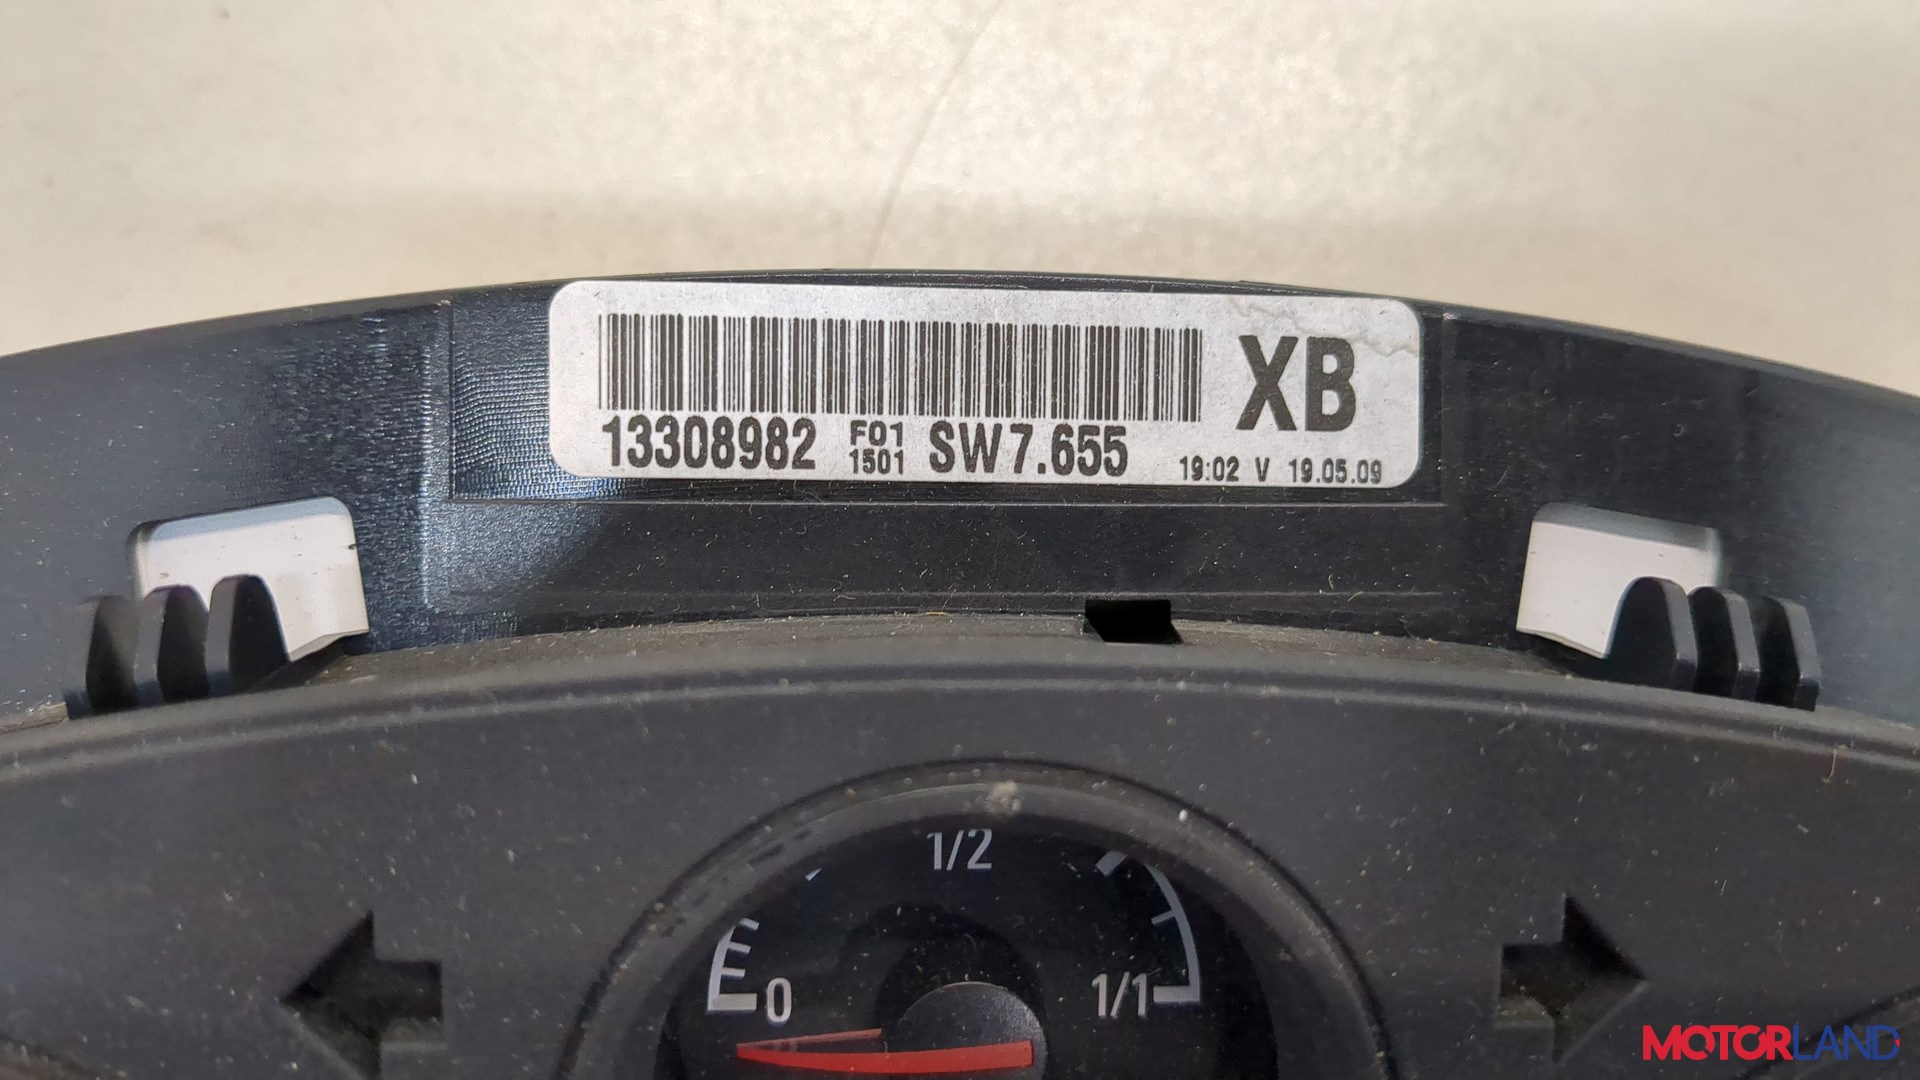 XB
13308982 F01 1501 SW7.655 19:02 V 19.05.09
1/2
0 1/1
MOTORLAND